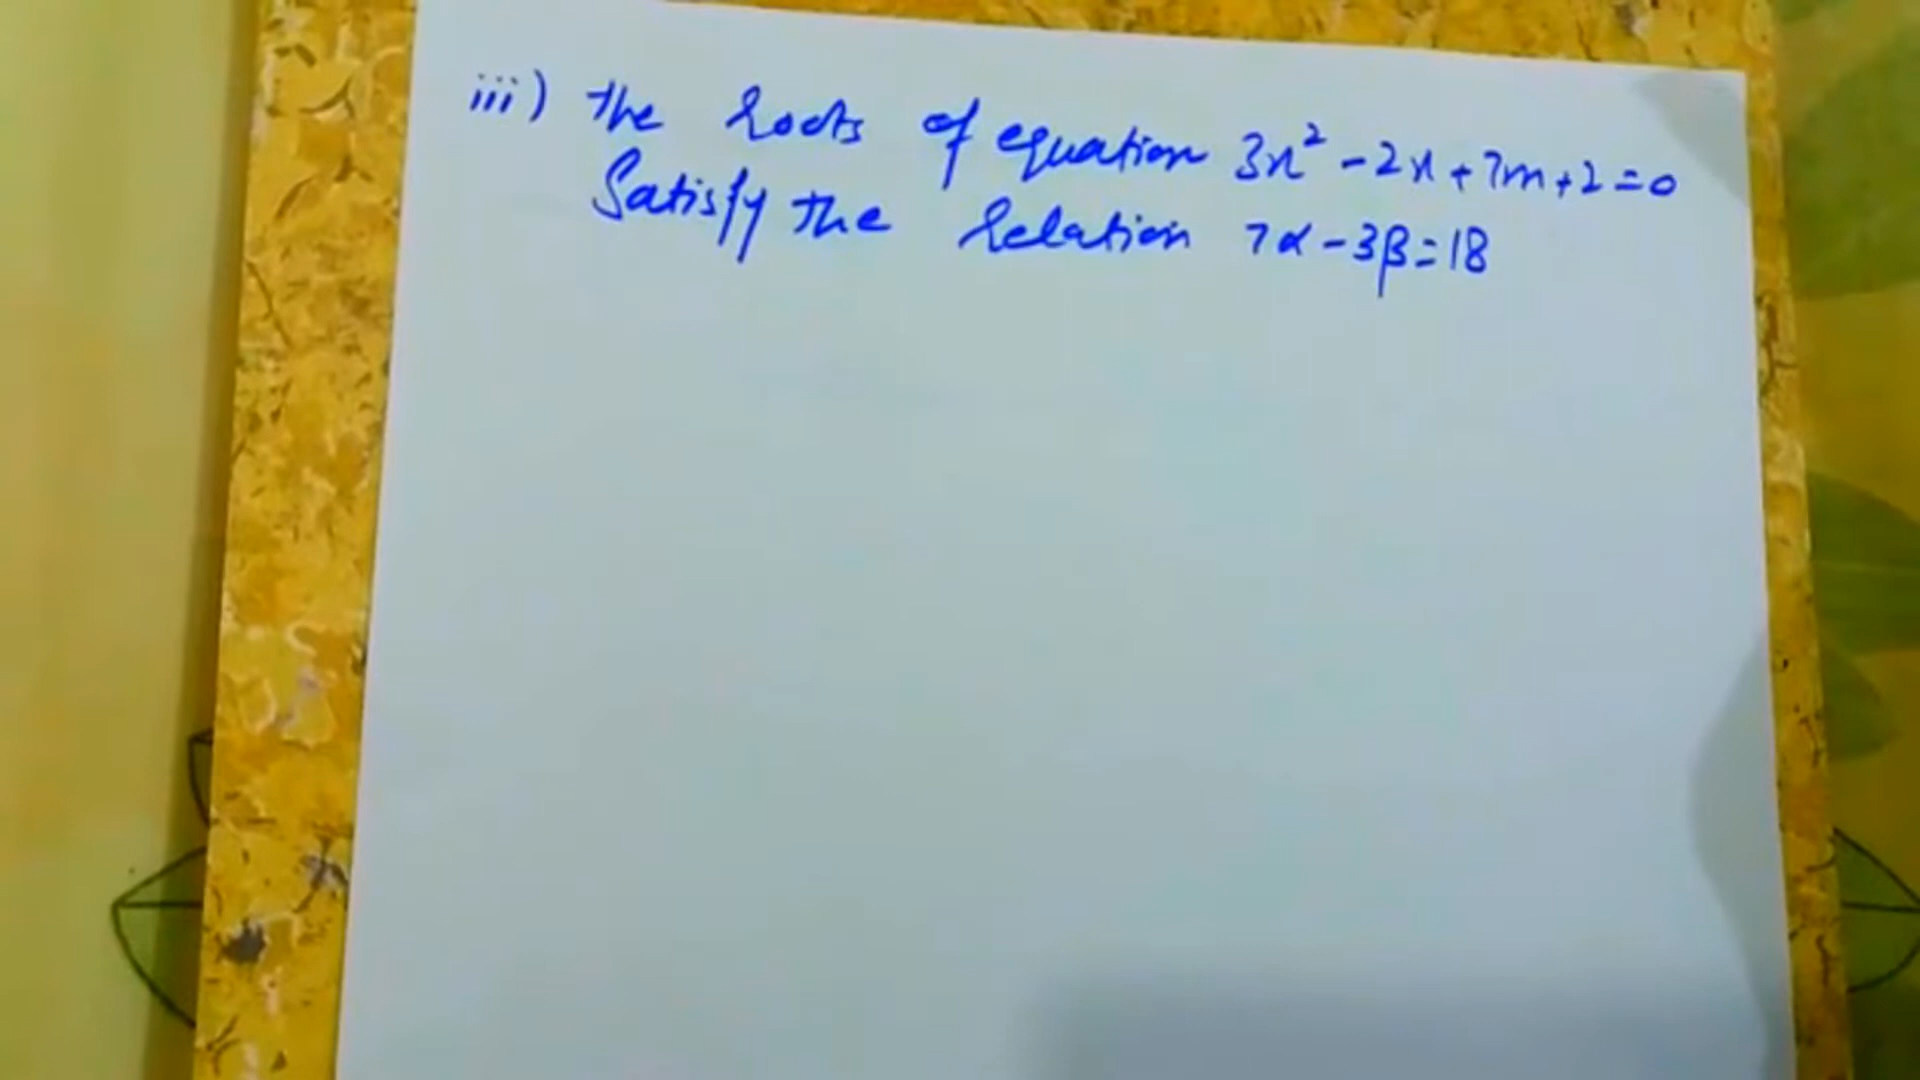 iii) The Roots of equation 3x² - 2x + 7m + 2 = 0
Satisfy the Relation 7α - 3β = 18